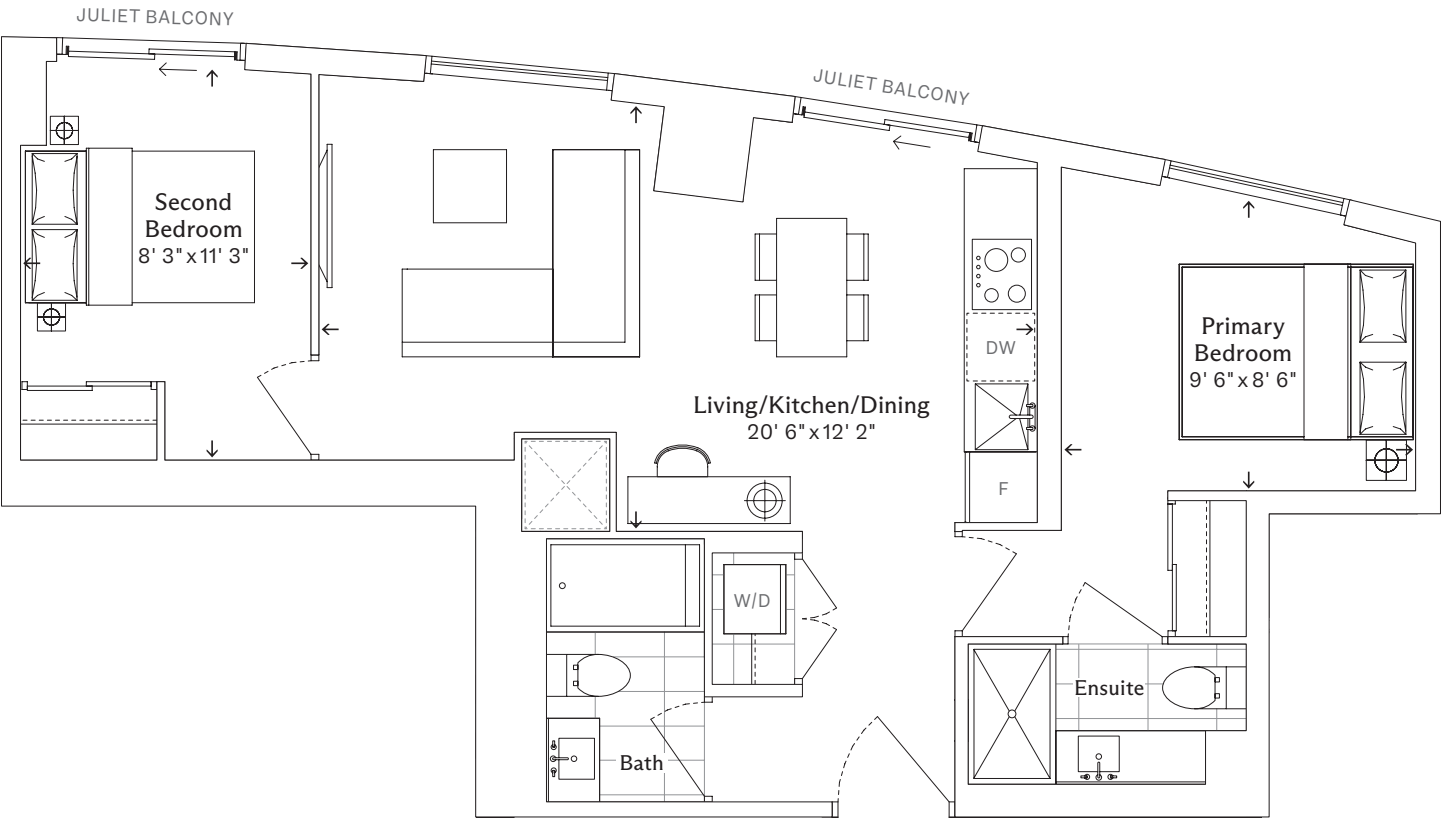 JULIET BALCONY
JULIET BALCONY
Second
Bedroom
8' 3" x 11' 3"
Primary
Bedroom
9' 6" x 8' 6"
DW
Living/Kitchen/Dining
20' 6" x 12' 2"
F
W/D
Ensuite
Bath